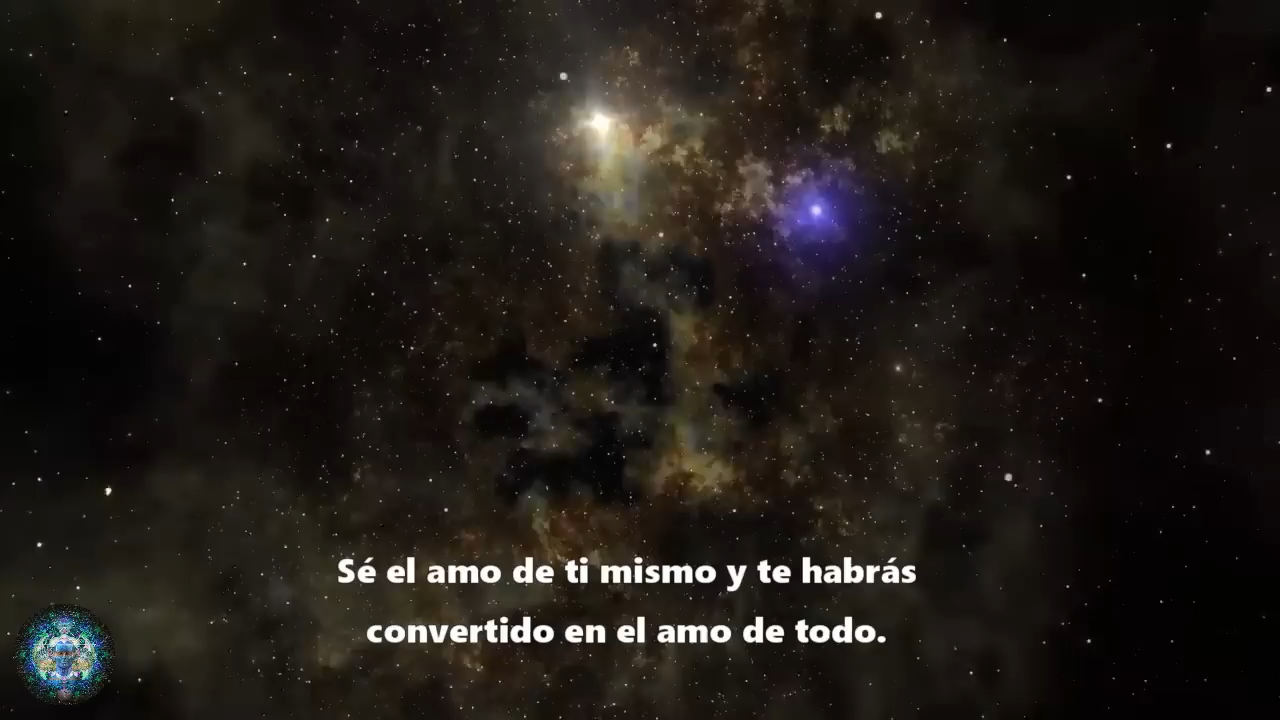 Sé el amo de ti mismo y te habrás
convertido en el amo de todo.